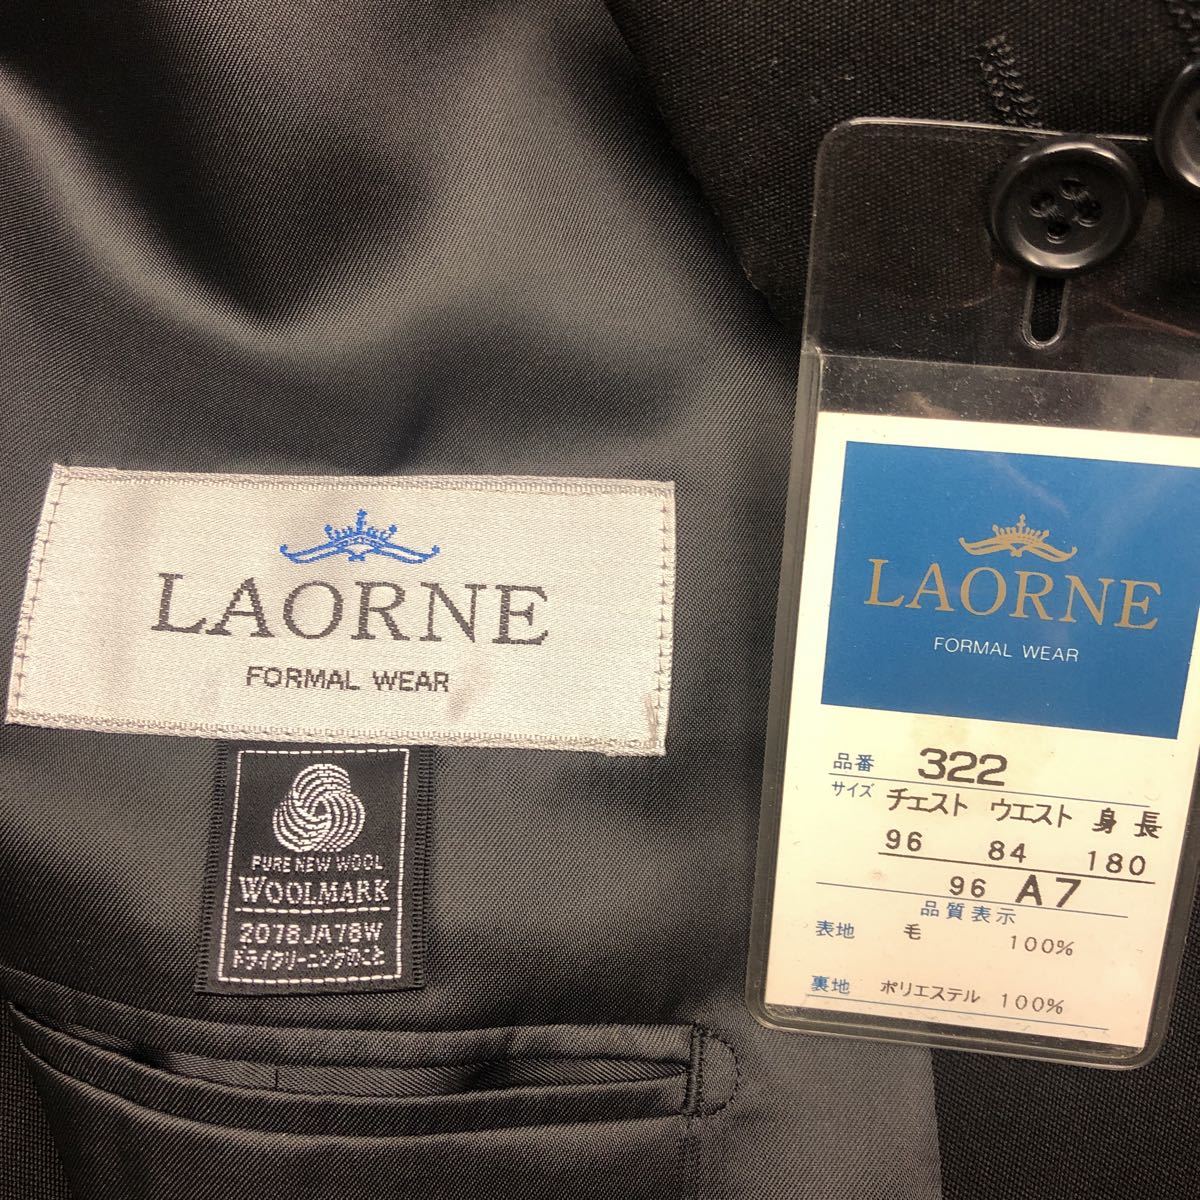 LAORNE
FORMAL WEAR
PURE NEW WOOL
WOOLMARK
2078JA78W
ドライクリーニングのこと
LAORNE
FORMAL WEAR
品番 322
サイズ チェスト ウエスト 身長
96 84 180
96 A7
品質表示
表地 毛 100%
裏地 ポリエステル 100%